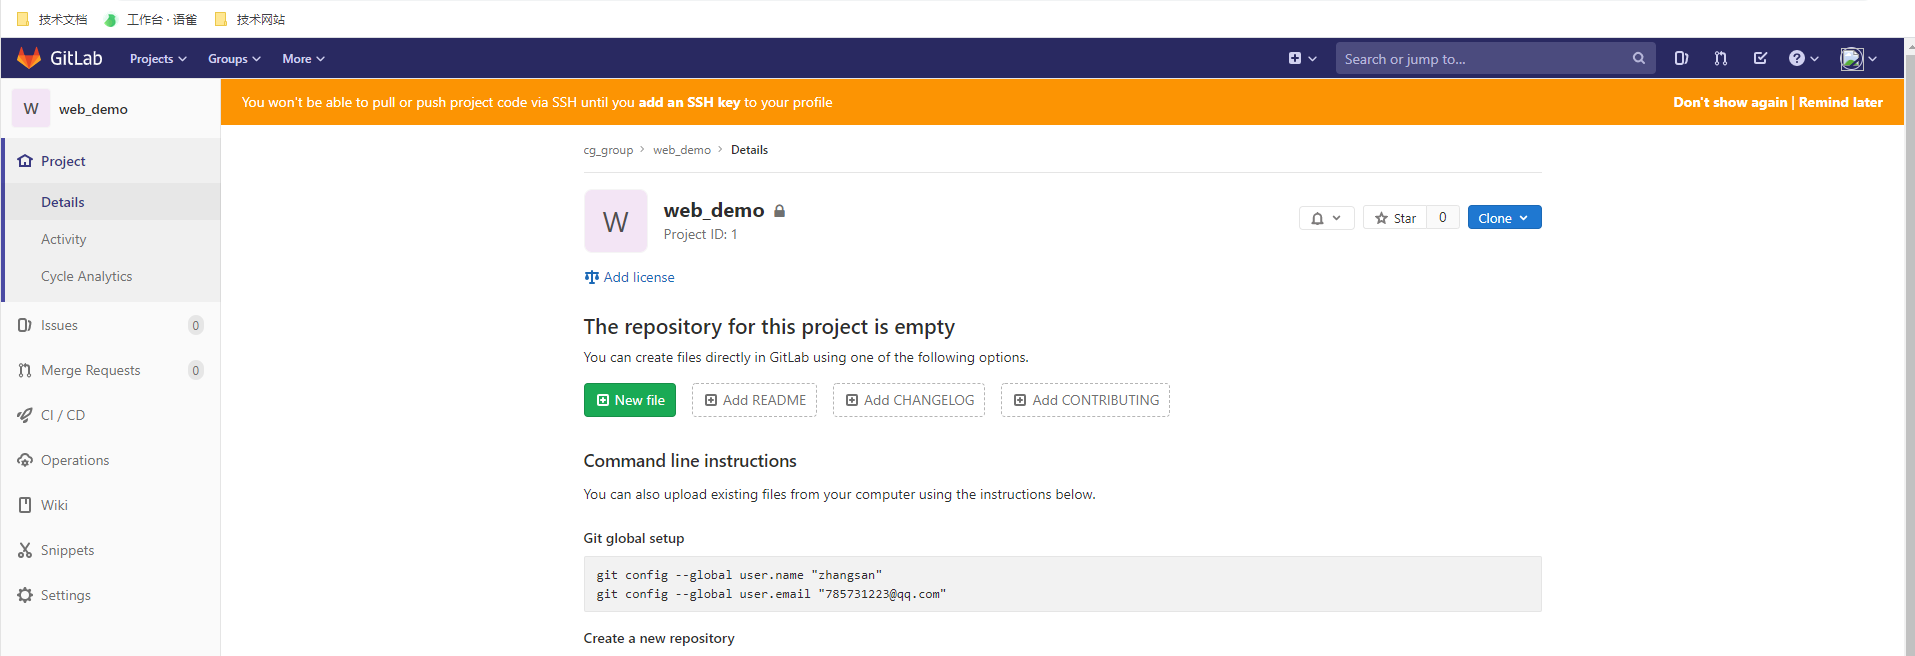 技术文档 工作台 · 语雀 技术网站
GitLab Projects Groups More Search or jump to...
W web_demo
You won't be able to pull or push project code via SSH until you add an SSH key to your profile Don't show again | Remind later
Project
Details
Activity
Cycle Analytics
Issues 0
Merge Requests 0
CI / CD
Operations
Wiki
Snippets
Settings
cg_group › web_demo › Details
W
web_demo
Project ID: 1
Star 0 Clone
Add license
The repository for this project is empty
You can create files directly in GitLab using one of the following options.
New file Add README Add CHANGELOG Add CONTRIBUTING
Command line instructions
You can also upload existing files from your computer using the instructions below.
Git global setup
git config --global user.name "zhangsan"
git config --global user.email "785731223@qq.com"
Create a new repository